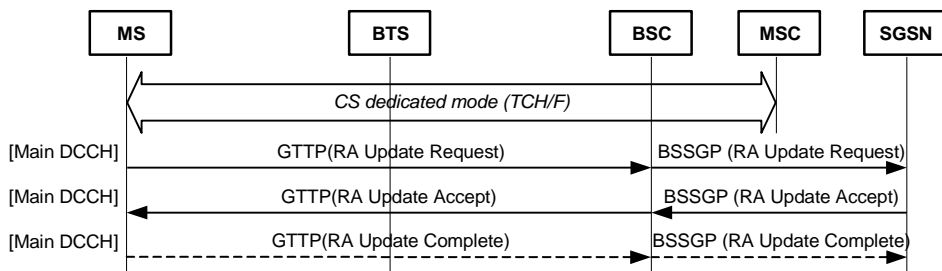 MS BTS BSC MSC SGSN
CS dedicated mode (TCH/F)
[Main DCCH] GTTP(RA Update Request) BSSGP (RA Update Request)
[Main DCCH] GTTP(RA Update Accept) BSSGP (RA Update Accept)
[Main DCCH] GTTP(RA Update Complete) BSSGP (RA Update Complete)